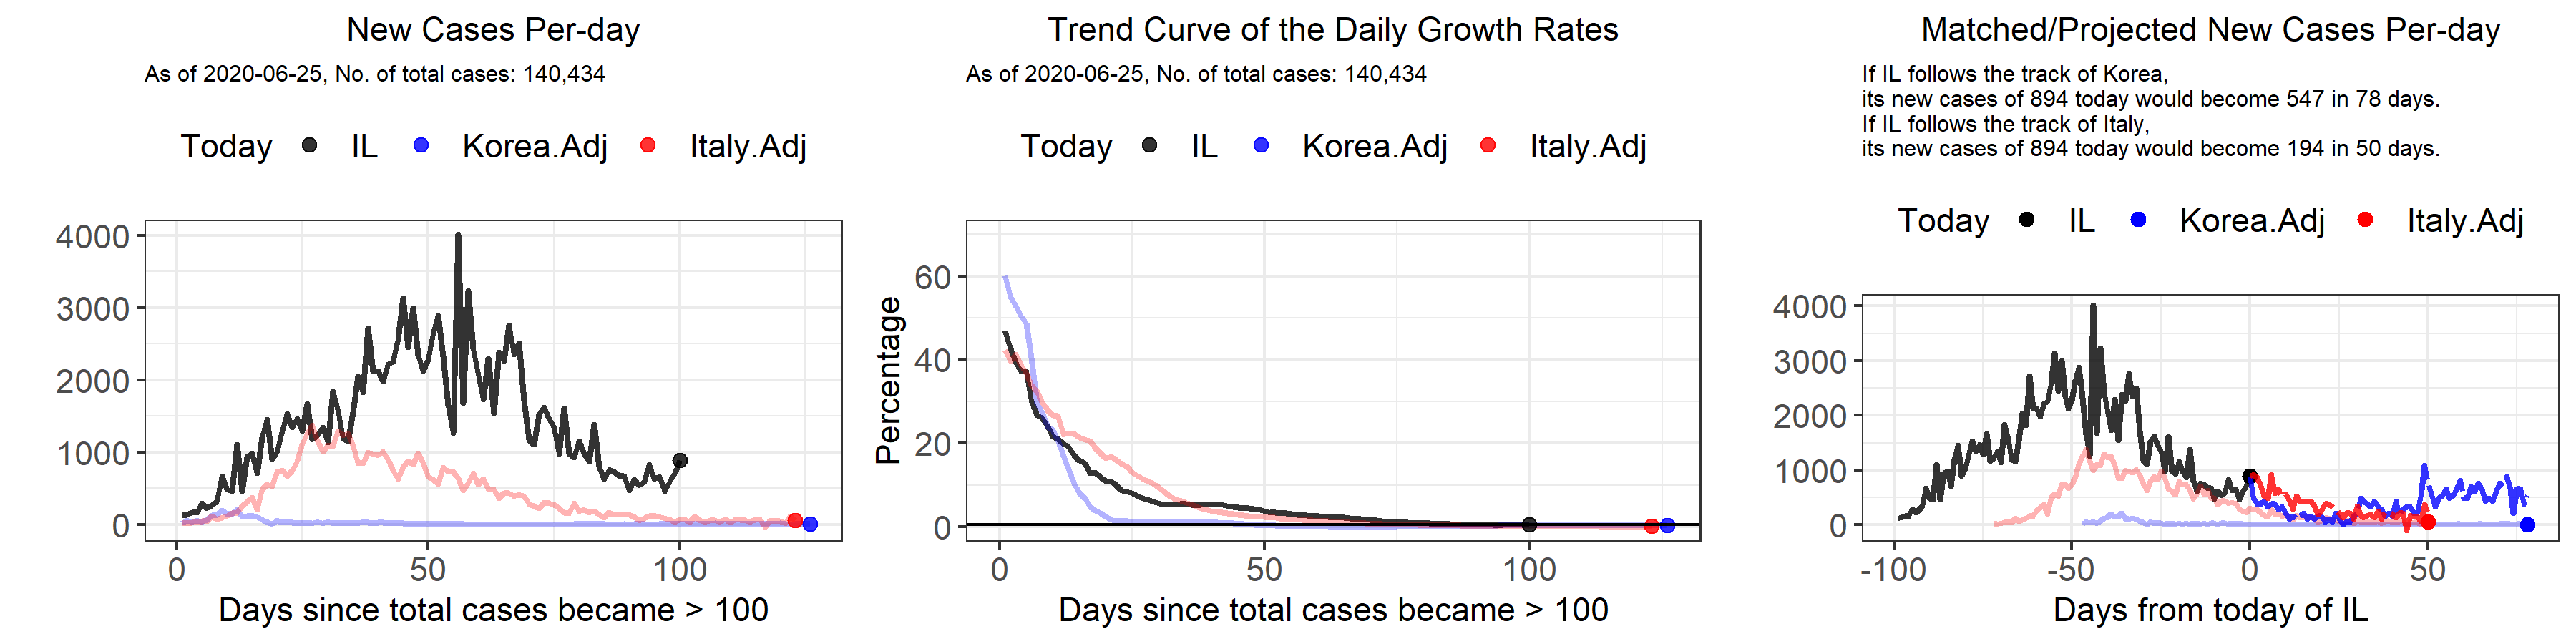 New Cases Per-day
As of 2020-06-25, No. of total cases: 140,434
Today IL Korea.Adj Italy.Adj
4000
3000
2000
1000
0
0 50 100
Days since total cases became > 100
Trend Curve of the Daily Growth Rates
As of 2020-06-25, No. of total cases: 140,434
Today IL Korea.Adj Italy.Adj
Percentage
60
40
20
0
0 50 100
Days since total cases became > 100
Matched/Projected New Cases Per-day
If IL follows the track of Korea,
its new cases of 894 today would become 547 in 78 days.
If IL follows the track of Italy,
its new cases of 894 today would become 194 in 50 days.
Today IL Korea.Adj Italy.Adj
4000
3000
2000
1000
0
-100 -50 0 50
Days from today of IL